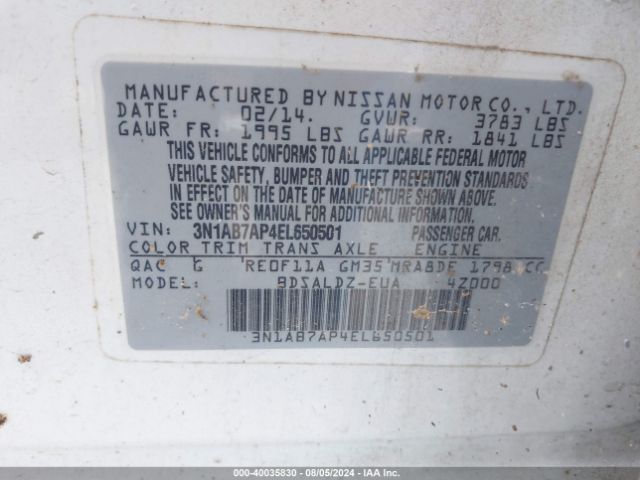 MANUFACTURED BY NISSAN MOTOR CO., LTD.
DATE: 02/14. GVWR: 3783 LBS
GAWR FR: 1995 LBS GAWR RR: 1841 LBS
THIS VEHICLE CONFORMS TO ALL APPLICABLE FEDERAL MOTOR
VEHICLE SAFETY, BUMPER AND THEFT PREVENTION STANDARDS
IN EFFECT ON THE DATE OF MANUFACTURE SHOWN ABOVE.
SEE OWNER'S MANUAL FOR ADDITIONAL INFORMATION
VIN: 3N1AB7AP4EL650501 PASSENGER CAR.
COLOR TRIM TRANS AXLE ENGINE
QAC G RE0F11A GM35 MRA8DE 1798 CC
MODEL: BDSALDZ-EUA 4Z000
3N1AB7AP4EL650501
000-40035830 - 08/05/2024 - IAA Inc.